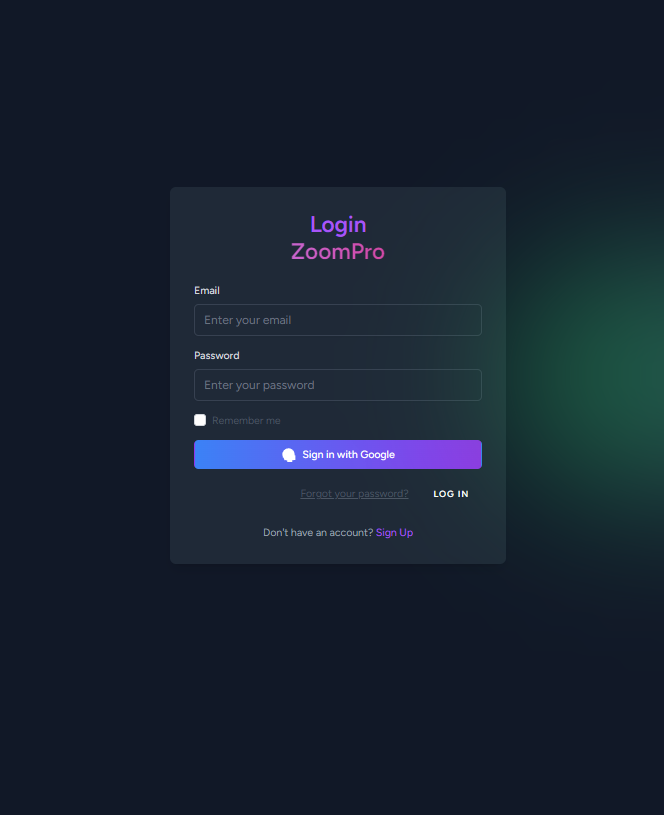 Login
ZoomPro
Email
Enter your email
Password
Enter your password
Remember me
Sign in with Google
Forgot your password? LOG IN
Don't have an account? Sign Up